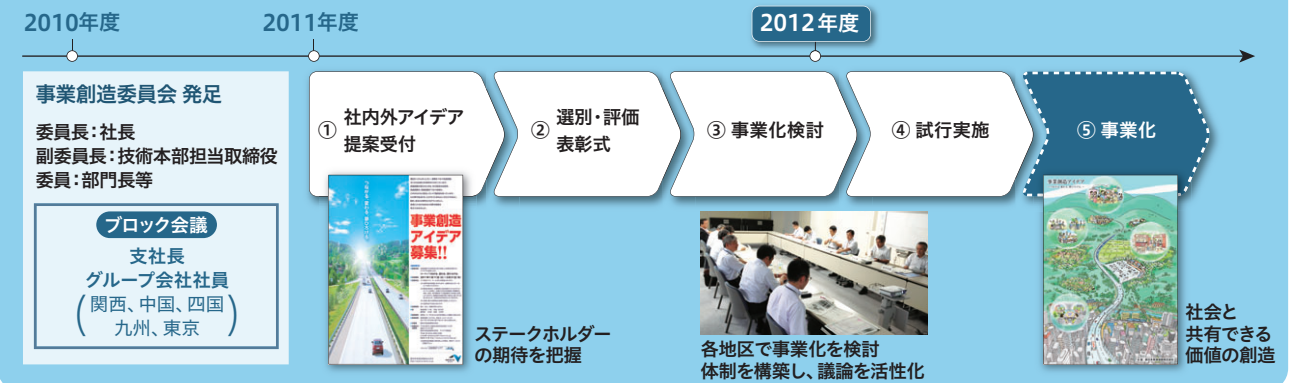 2010年度
2011年度
2012年度
事業創造委員会 発足
委員長：社長
副委員長：技術本部担当取締役
委員：部門長等
ブロック会議
支社長
グループ会社社員
（関西、中国、四国
九州、東京）
① 社内外アイデア
提案受付
② 選別・評価
表彰式
③ 事業化検討
④ 試行実施
⑤ 事業化
事業創造
アイデア
募集!!
ステークホルダー
の期待を把握
各地区で事業化を検討
体制を構築し、議論を活性化
社会と
共有できる
価値の創造